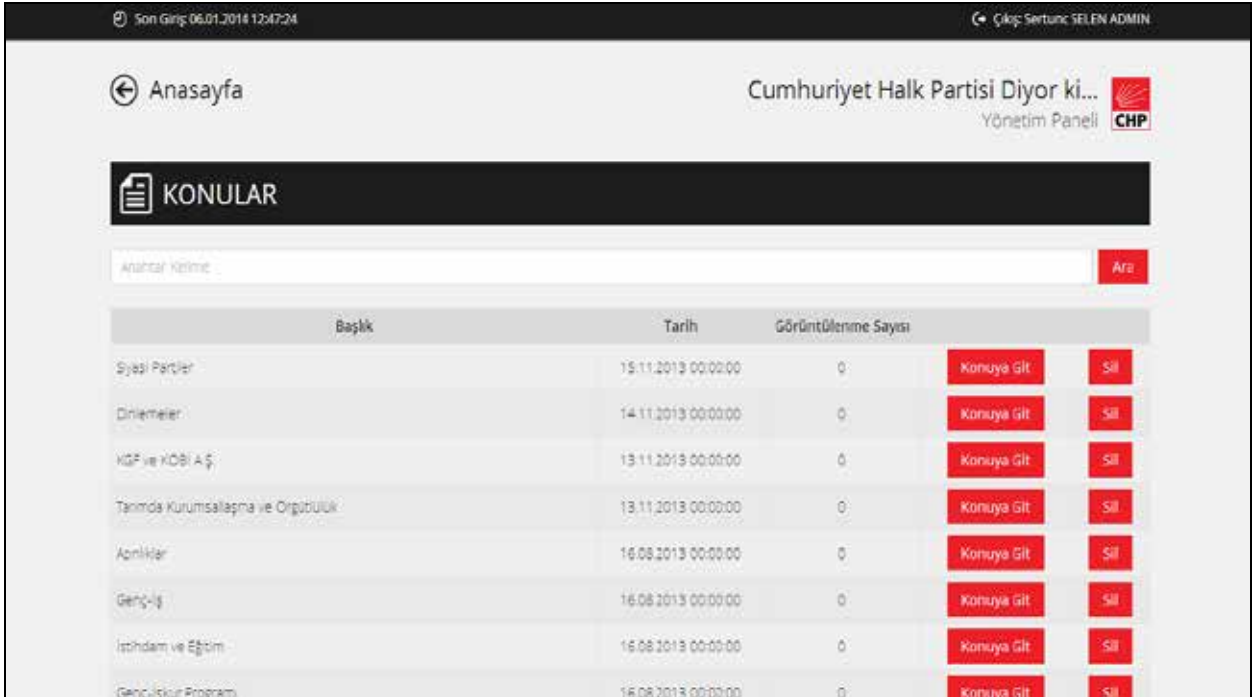 Son Giriş: 06.01.2014 12:47:24 Çıkış: Sertunc SELEN ADMIN
Anasayfa Cumhuriyet Halk Partisi Diyor ki...
Yönetim Paneli CHP
KONULAR
Anahtar Kelime Ara
Başlık Tarih Görüntülenme Sayısı
Siyasi Partiler 15.11.2013 00:00:00 0 Konuya Git Sil
Dinlemeler 14.11.2013 00:00:00 0 Konuya Git Sil
KGF ve KOBİ A.Ş. 13.11.2013 00:00:00 0 Konuya Git Sil
Tarımda Kurumsallaşma ve Örgütlülük 13.11.2013 00:00:00 0 Konuya Git Sil
16.08.2013 00:00:00 0 Konuya Git Sil
Genç-İş 16.08.2013 00:00:00 0 Konuya Git Sil
İstihdam ve Eğitim 16.08.2013 00:00:00 0 Konuya Git Sil
Genç-İşkur Program 16.08.2013 00:00:00 0 Konuya Git Sil